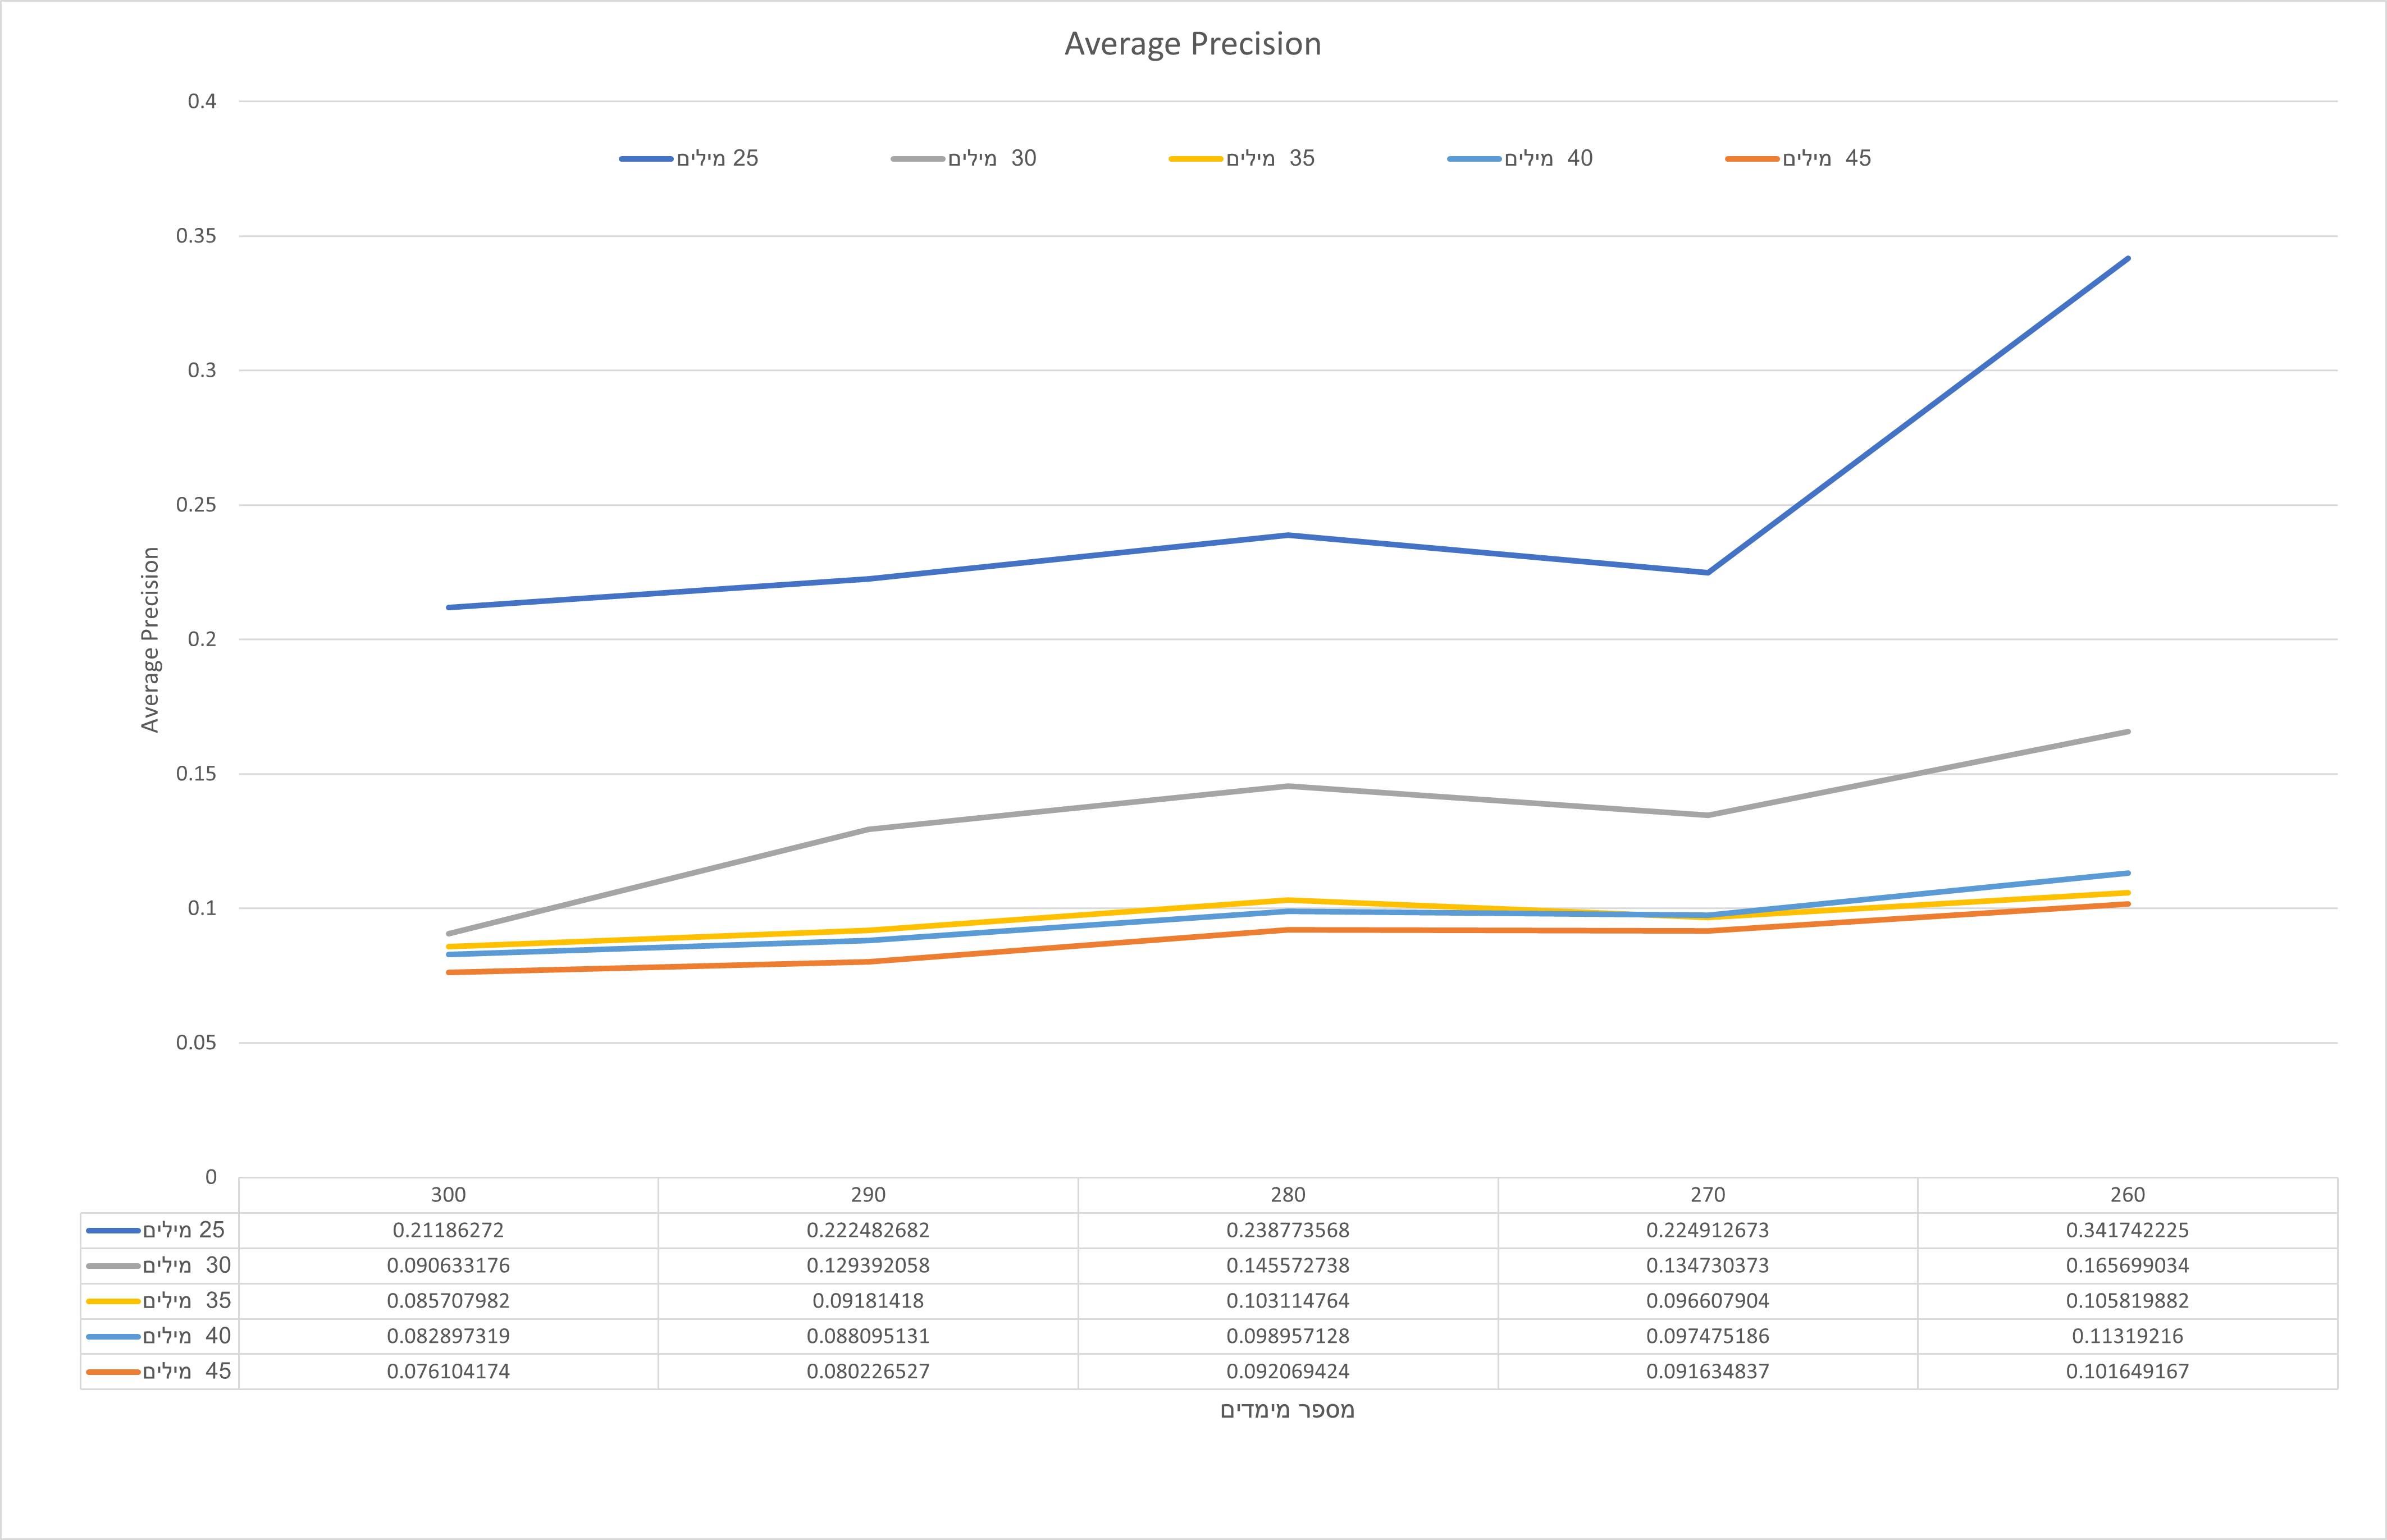 Average Precision
0.4
25 מילים 30 מילים 35 מילים 40 מילים 45 מילים
0.35
0.3
0.25
0.2
Average Precision
0.15
0.1
0.05
0
300 290 280 270 260
25 מילים 0.21186272 0.222482682 0.238773568 0.224912673 0.341742225
30 מילים 0.090633176 0.129392058 0.145572738 0.134730373 0.165699034
35 מילים 0.085707982 0.09181418 0.103114764 0.096607904 0.105819882
40 מילים 0.082897319 0.088095131 0.098957128 0.097475186 0.11319216
45 מילים 0.076104174 0.080226527 0.092069424 0.091634837 0.101649167
מספר מימדים